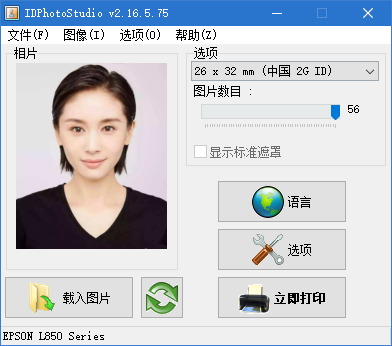 IDPhotoStudio v2.16.5.75
文件(F) 图像(I) 选项(O) 帮助(Z)
相片
选项
26 x 32 mm (中国 2G ID)
图片数目 :
56
显示标准遮罩
语言
选项
载入图片
立即打印
EPSON L850 Series